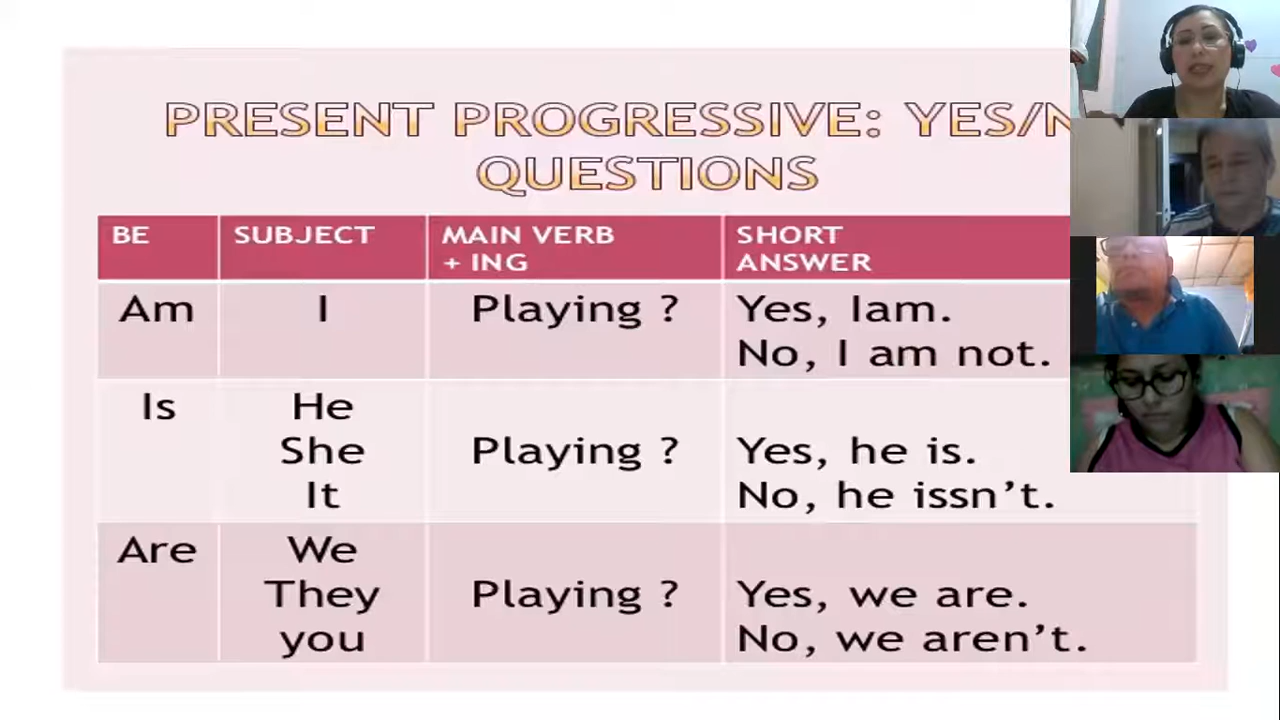 PRESENT PROGRESSIVE: YES/N
QUESTIONS
BE SUBJECT MAIN VERB + ING SHORT ANSWER
Am I Playing ? Yes, Iam.
No, I am not.
Is He
She Playing ? Yes, he is.
It No, he issn’t.
Are We
They Playing ? Yes, we are.
you No, we aren’t.